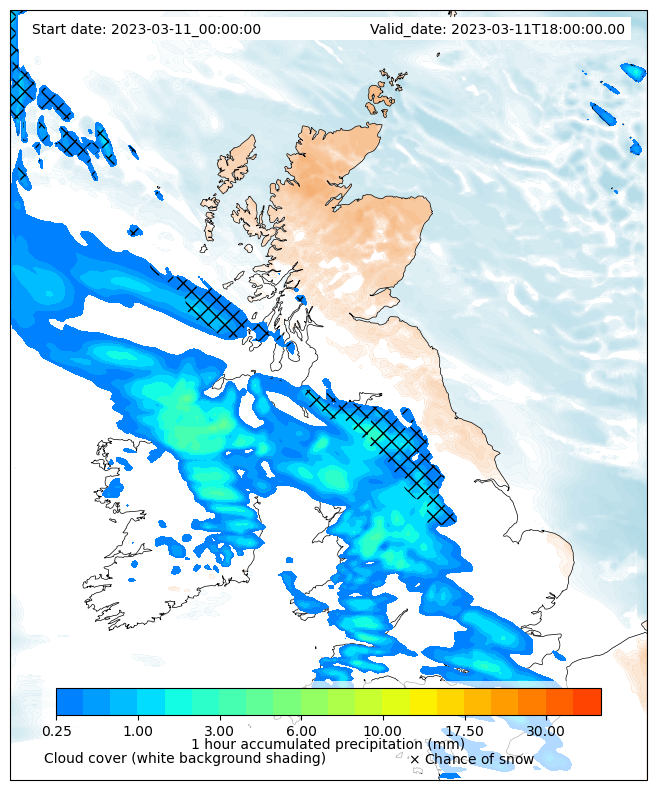 Start date: 2023-03-11_00:00:00 Valid_date: 2023-03-11T18:00:00.00
0.25 1.00 3.00 6.00 10.00 17.50 30.00
1 hour accumulated precipitation (mm)
Cloud cover (white background shading) × Chance of snow